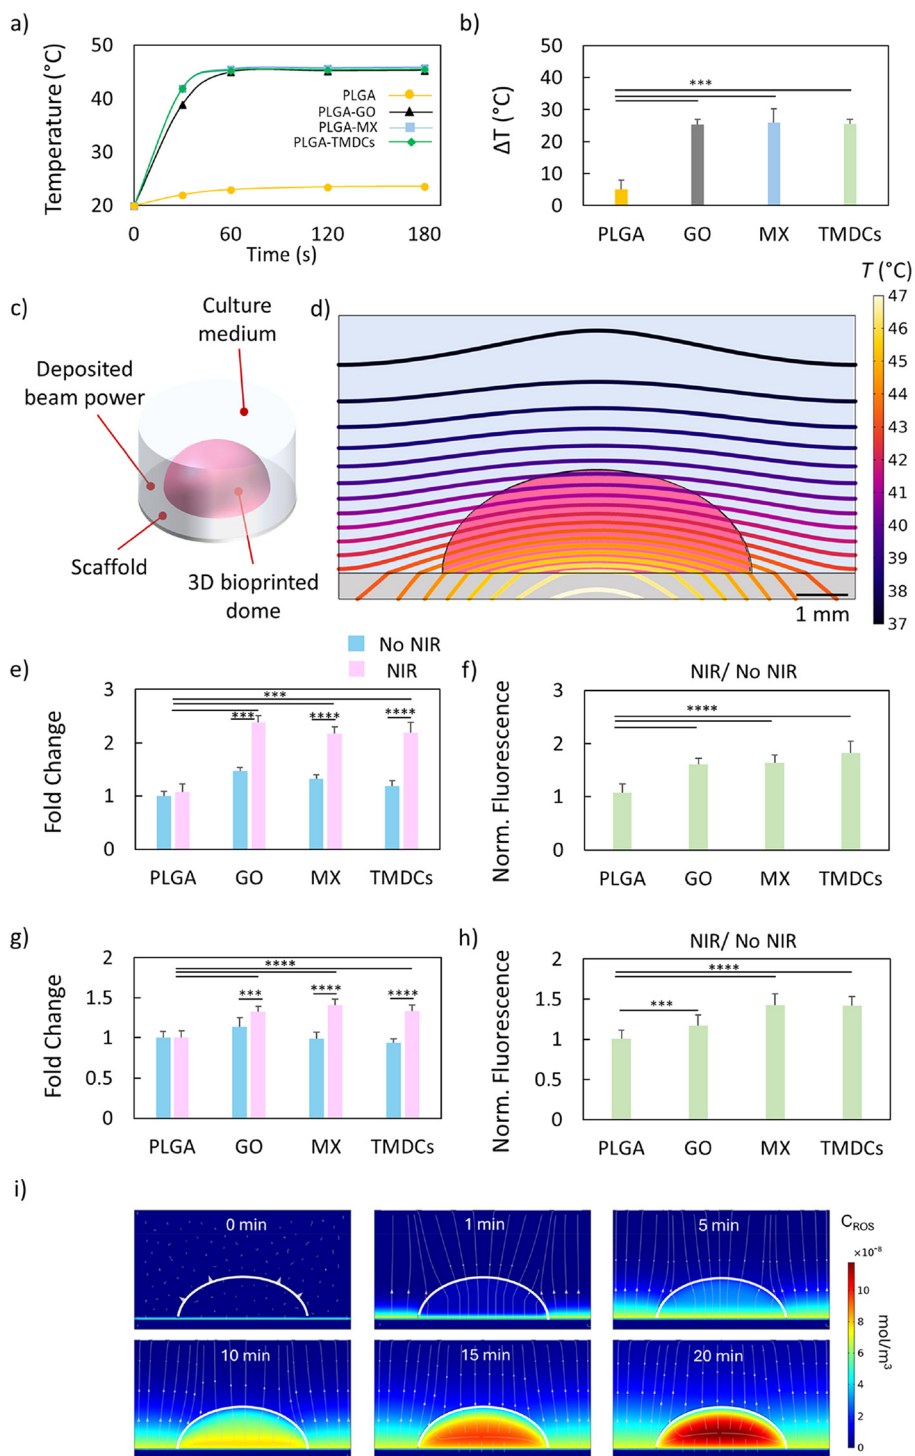 a)
50
40
30
20
Temperature (°C)
PLGA
PLGA-GO
PLGA-MX
PLGA-TMDCs
0
60
120
180
Time (s)
b)
50
40
30
20
10
0
ΔT (°C)
***
PLGA
GO
MX
TMDCs
c)
Culture
medium
Deposited
beam power
Scaffold
3D bioprinted
dome
d)
T (°C)
47
46
45
44
43
42
41
40
39
38
37
1 mm
No NIR
NIR
e)
3
2
1
0
Fold Change
***
***
****
****
PLGA
GO
MX
TMDCs
f)
NIR/ No NIR
3
2
1
0
Norm. Fluorescence
****
PLGA
GO
MX
TMDCs
g)
2
1.5
1
0.5
0
Fold Change
****
***
****
****
PLGA
GO
MX
TMDCs
h)
NIR/ No NIR
2
1.5
1
0.5
0
Norm. Fluorescence
****
***
PLGA
GO
MX
TMDCs
i)
0 min
1 min
5 min
10 min
15 min
20 min
CROS
×10⁻⁸
10
8
6
4
2
0
mol/m³